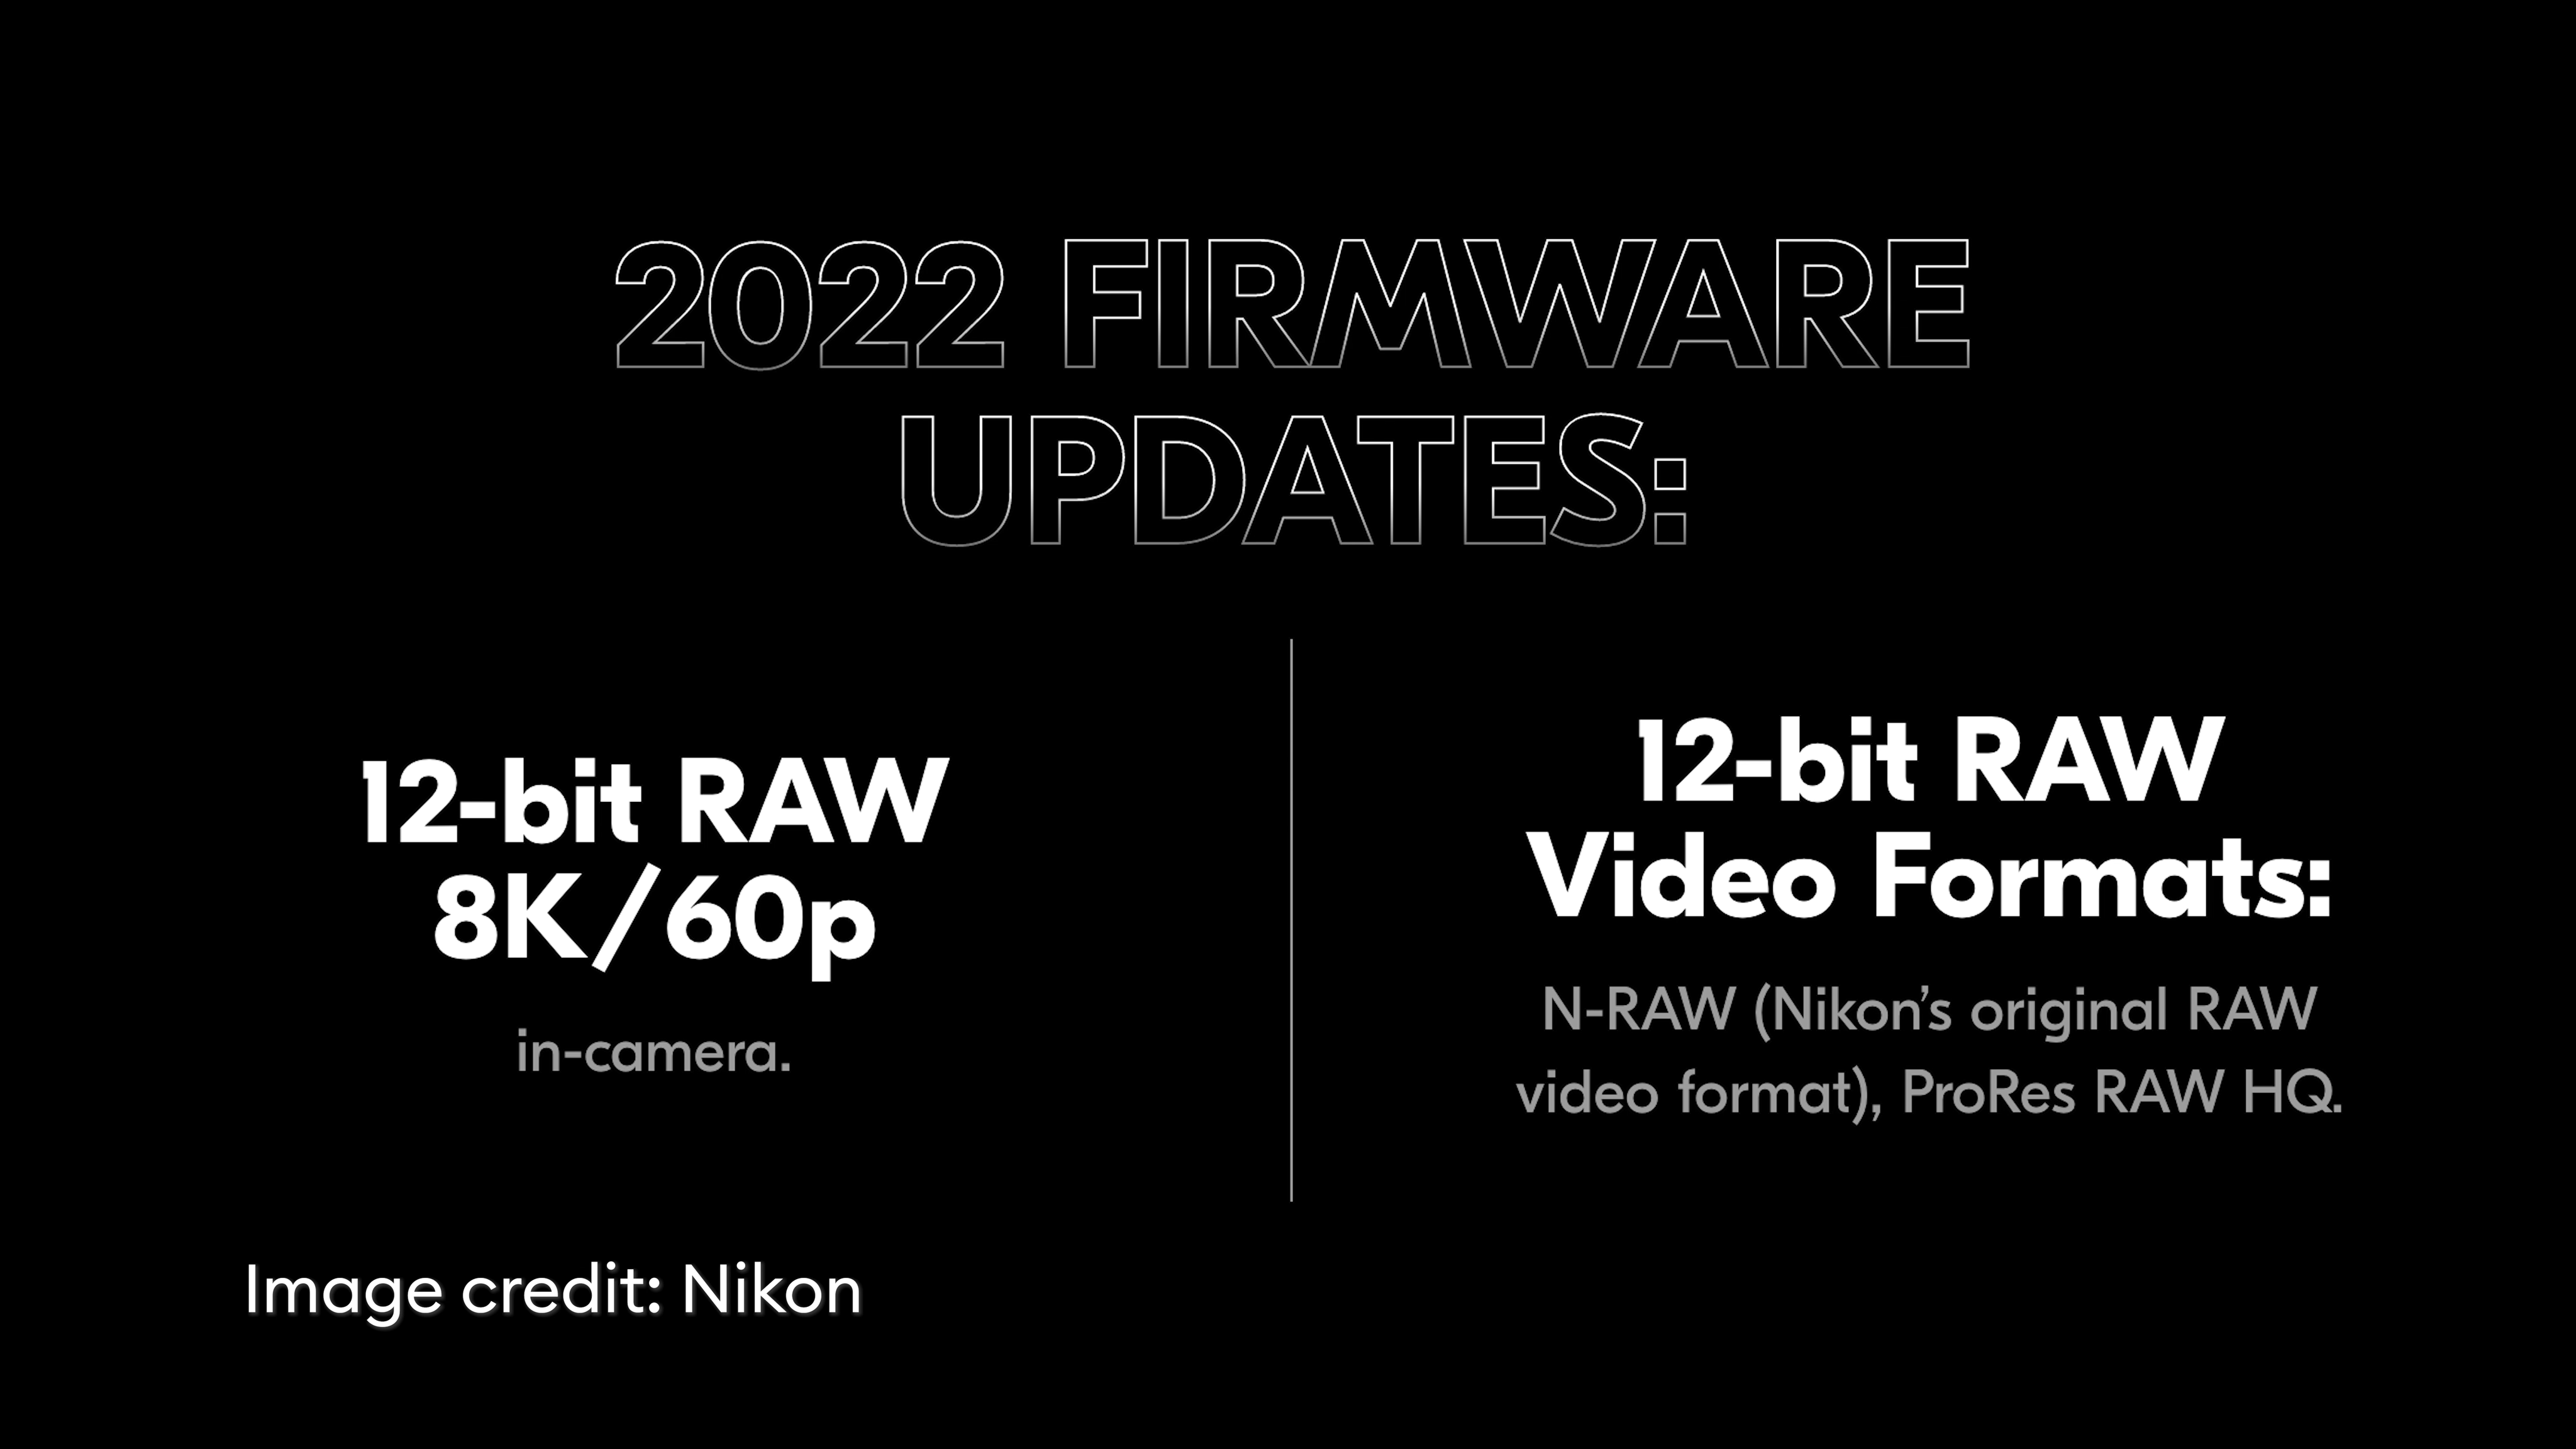 2022 FIRMWARE
UPDATES:
12-bit RAW
8K/60p
in-camera.
12-bit RAW
Video Formats:
N-RAW (Nikon’s original RAW
video format), ProRes RAW HQ.
Image credit: Nikon